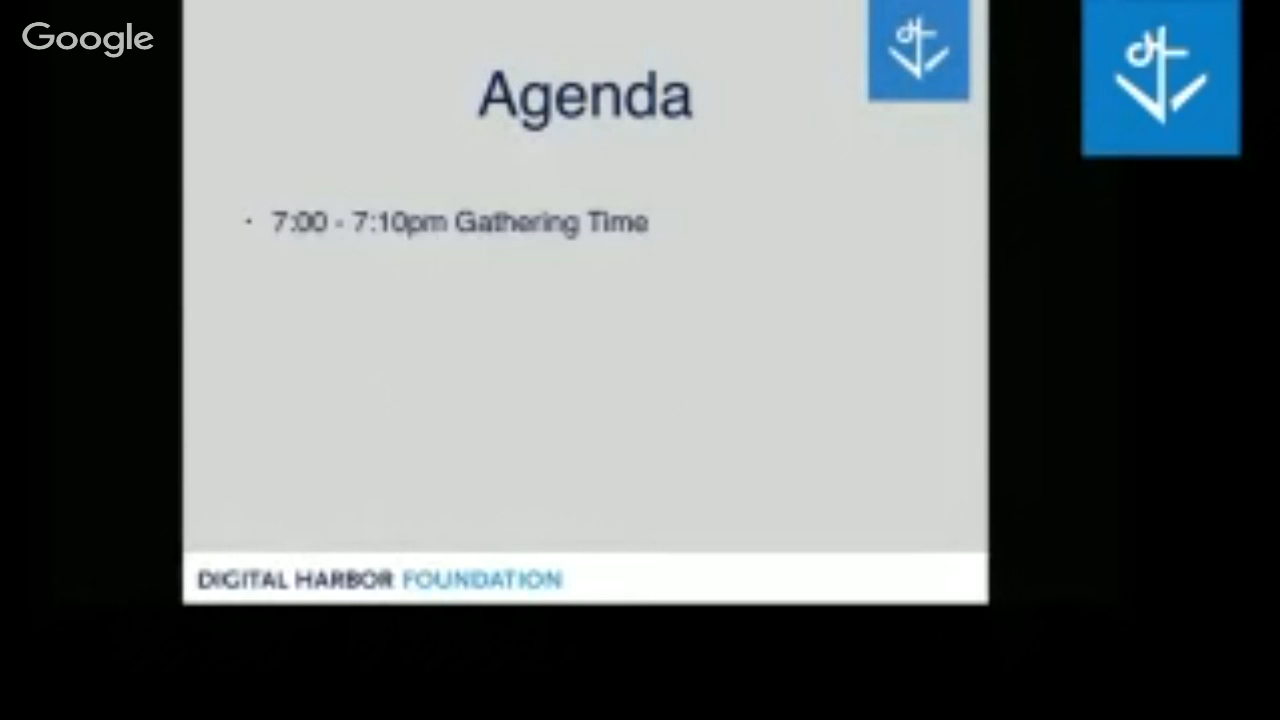 Google
Agenda
· 7:00 - 7:10pm Gathering Time
DIGITAL HARBOR FOUNDATION